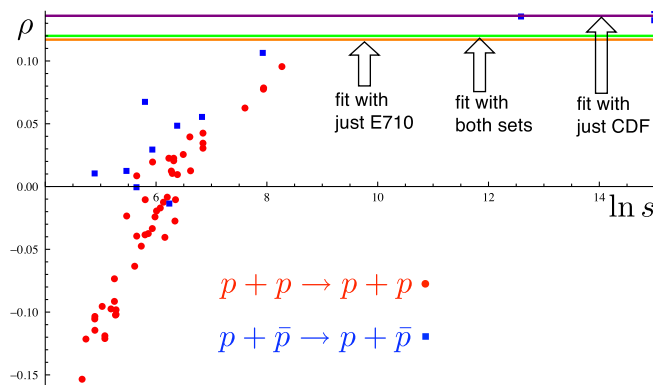 ρ
0.10
0.05
0.00
−0.05
−0.10
−0.15
6 8 10 12 14
ln s
fit with
just E710
fit with
both sets
fit with
just CDF
p + p → p + p
p + p̄ → p + p̄